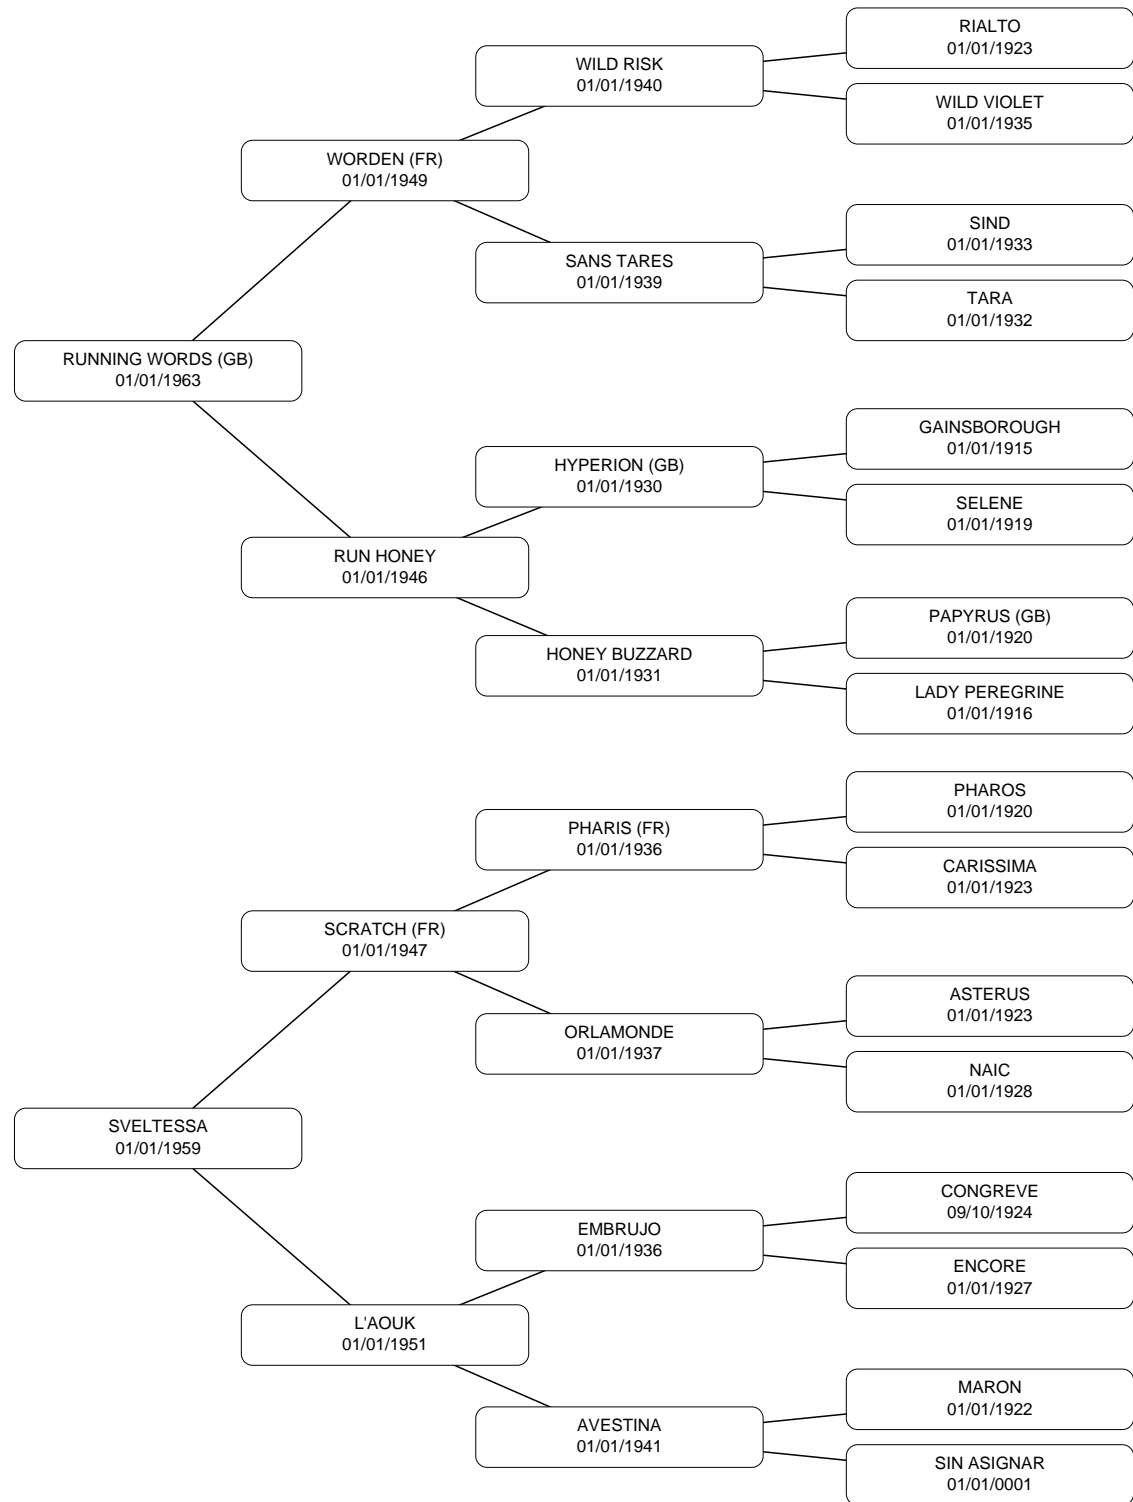 RIALTO
01/01/1923
WILD RISK
01/01/1940
WILD VIOLET
01/01/1935
WORDEN (FR)
01/01/1949
SIND
01/01/1933
SANS TARES
01/01/1939
TARA
01/01/1932
RUNNING WORDS (GB)
01/01/1963
GAINSBOROUGH
01/01/1915
HYPERION (GB)
01/01/1930
SELENE
01/01/1919
RUN HONEY
01/01/1946
PAPYRUS (GB)
01/01/1920
HONEY BUZZARD
01/01/1931
LADY PEREGRINE
01/01/1916
PHAROS
01/01/1920
PHARIS (FR)
01/01/1936
CARISSIMA
01/01/1923
SCRATCH (FR)
01/01/1947
ASTERUS
01/01/1923
ORLAMONDE
01/01/1937
NAIC
01/01/1928
SVELTESSA
01/01/1959
CONGREVE
09/10/1924
EMBRUJO
01/01/1936
ENCORE
01/01/1927
L'AOUK
01/01/1951
MARON
01/01/1922
AVESTINA
01/01/1941
SIN ASIGNAR
01/01/0001